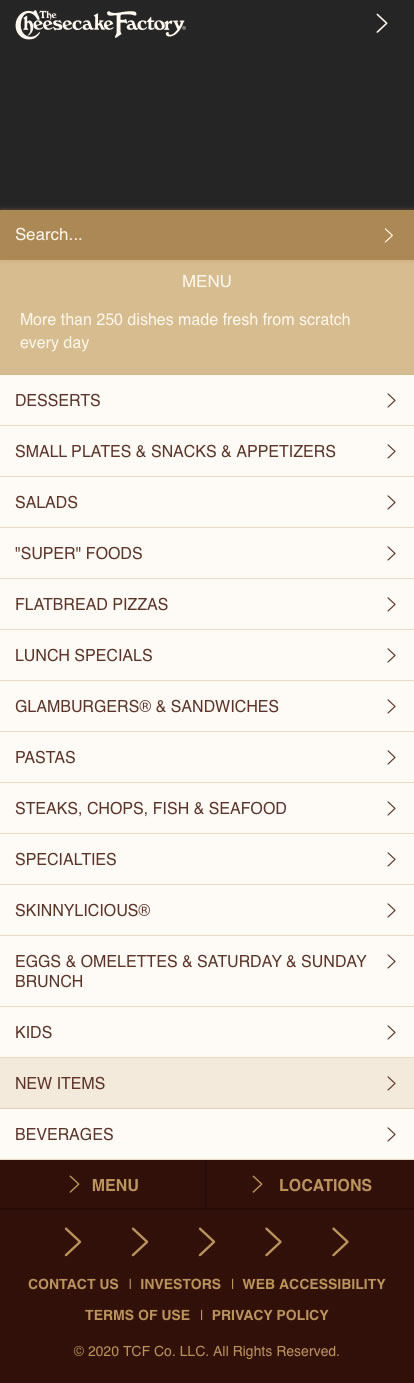 The
Cheesecake Factory®
Search...
MENU
More than 250 dishes made fresh from scratch
every day
DESSERTS
SMALL PLATES & SNACKS & APPETIZERS
SALADS
"SUPER" FOODS
FLATBREAD PIZZAS
LUNCH SPECIALS
GLAMBURGERS® & SANDWICHES
PASTAS
STEAKS, CHOPS, FISH & SEAFOOD
SPECIALTIES
SKINNYLICIOUS®
EGGS & OMELETTES & SATURDAY & SUNDAY
BRUNCH
KIDS
NEW ITEMS
BEVERAGES
MENU LOCATIONS
CONTACT US | INVESTORS | WEB ACCESSIBILITY
TERMS OF USE | PRIVACY POLICY
© 2020 TCF Co. LLC. All Rights Reserved.